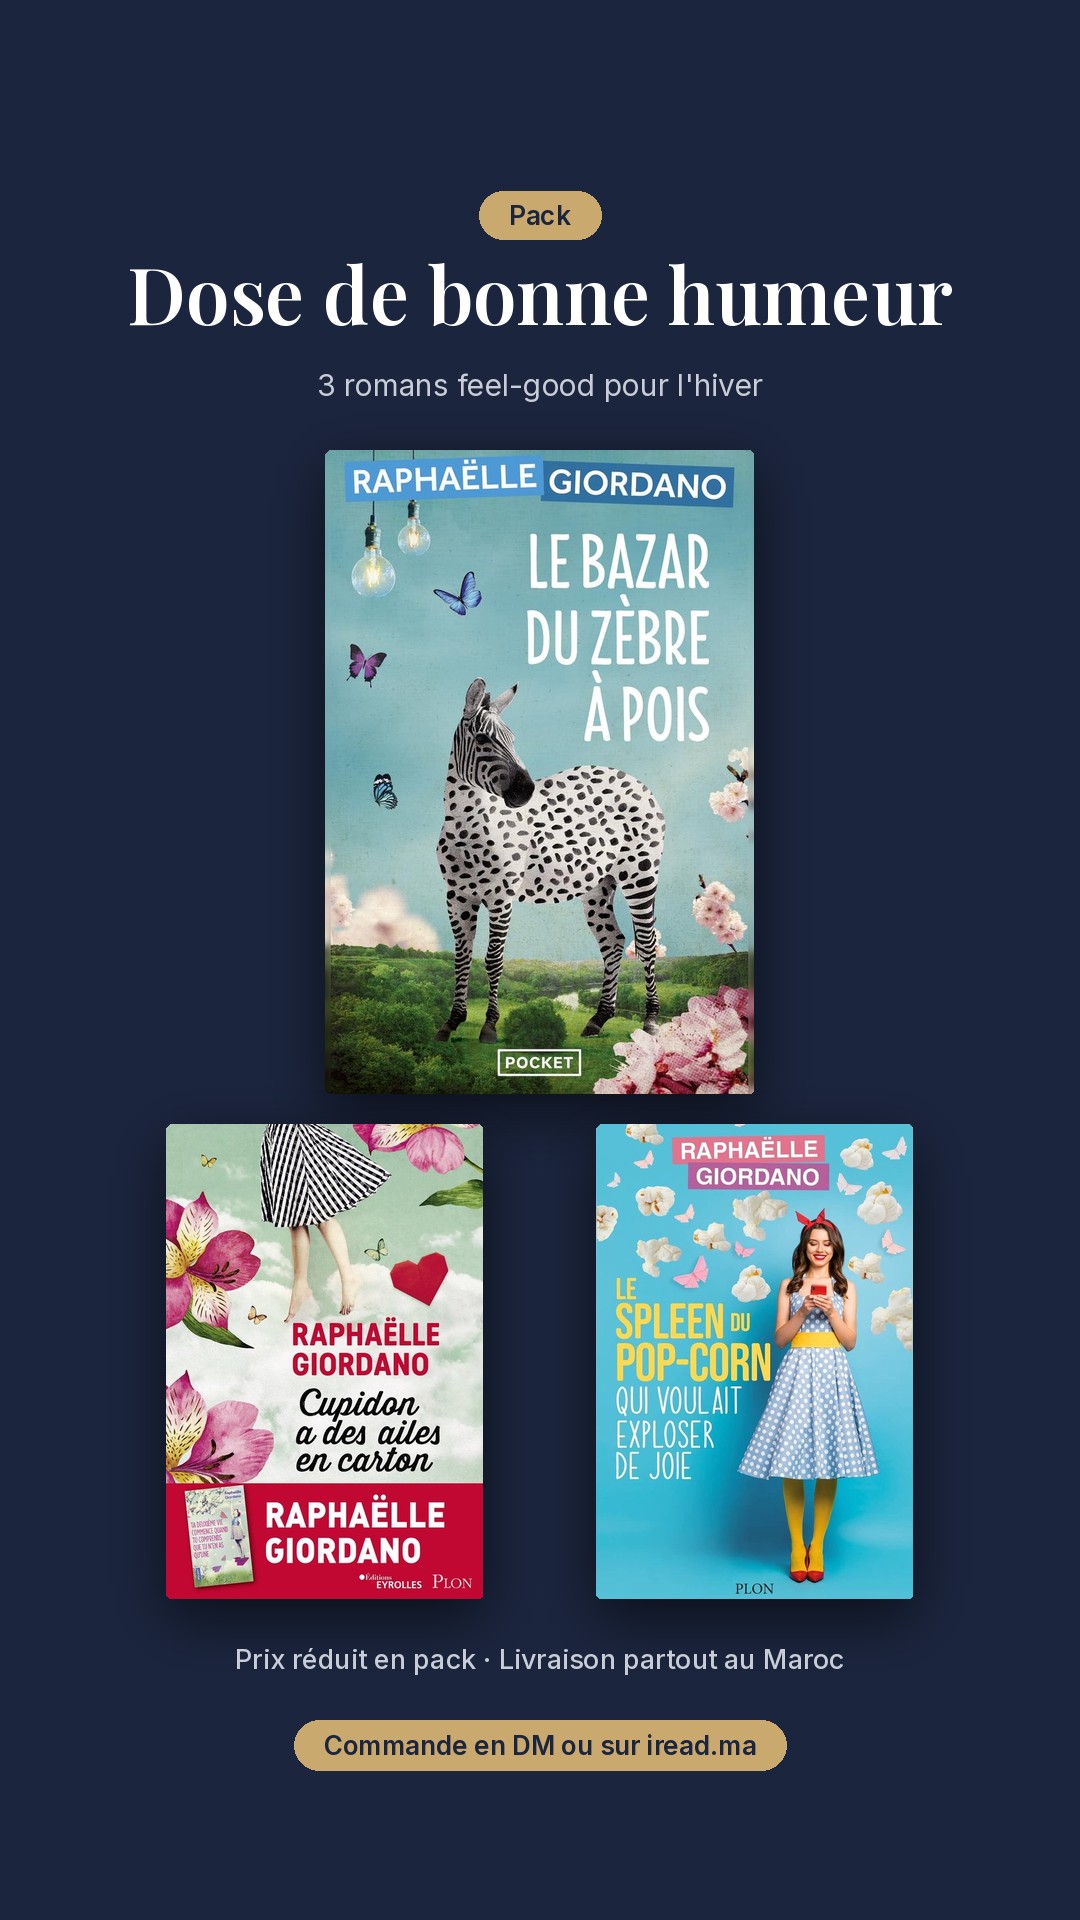 Pack
Dose de bonne humeur
3 romans feel-good pour l'hiver
RAPHAËLLE GIORDANO
LE BAZAR
DU ZÈBRE
À POIS
POCKET
RAPHAËLLE
GIORDANO
Cupidon
a des ailes
en carton
RAPHAËLLE
GIORDANO
Éditions
EYROLLES PLON
RAPHAËLLE
GIORDANO
LE
SPLEEN DU
POP-CORN
QUI VOULAIT
EXPLOSER
DE JOIE
PLON
Prix réduit en pack · Livraison partout au Maroc
Commande en DM ou sur iread.ma